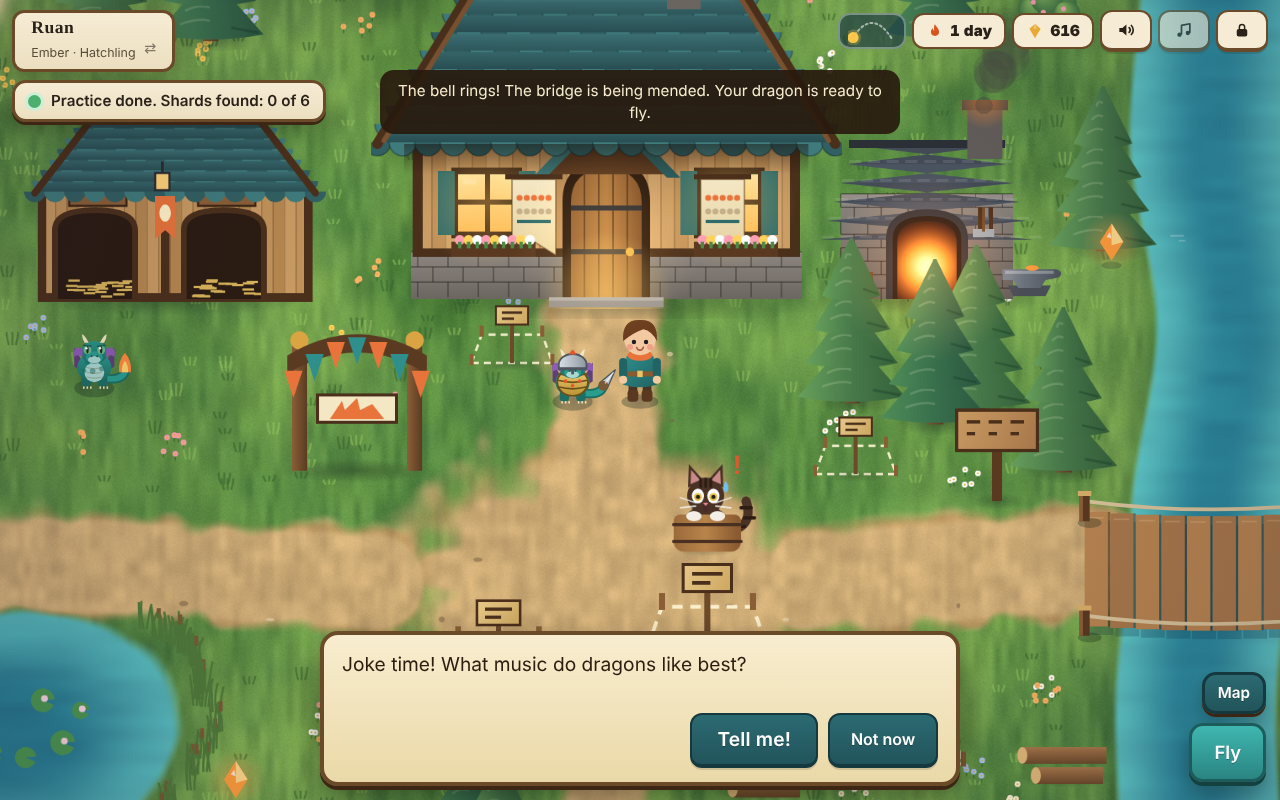 Ruan
Ember · Hatchling
1 day
616
Practice done. Shards found: 0 of 6
The bell rings! The bridge is being mended. Your dragon is ready to
fly.
Joke time! What music do dragons like best?
Tell me!
Not now
Map
Fly